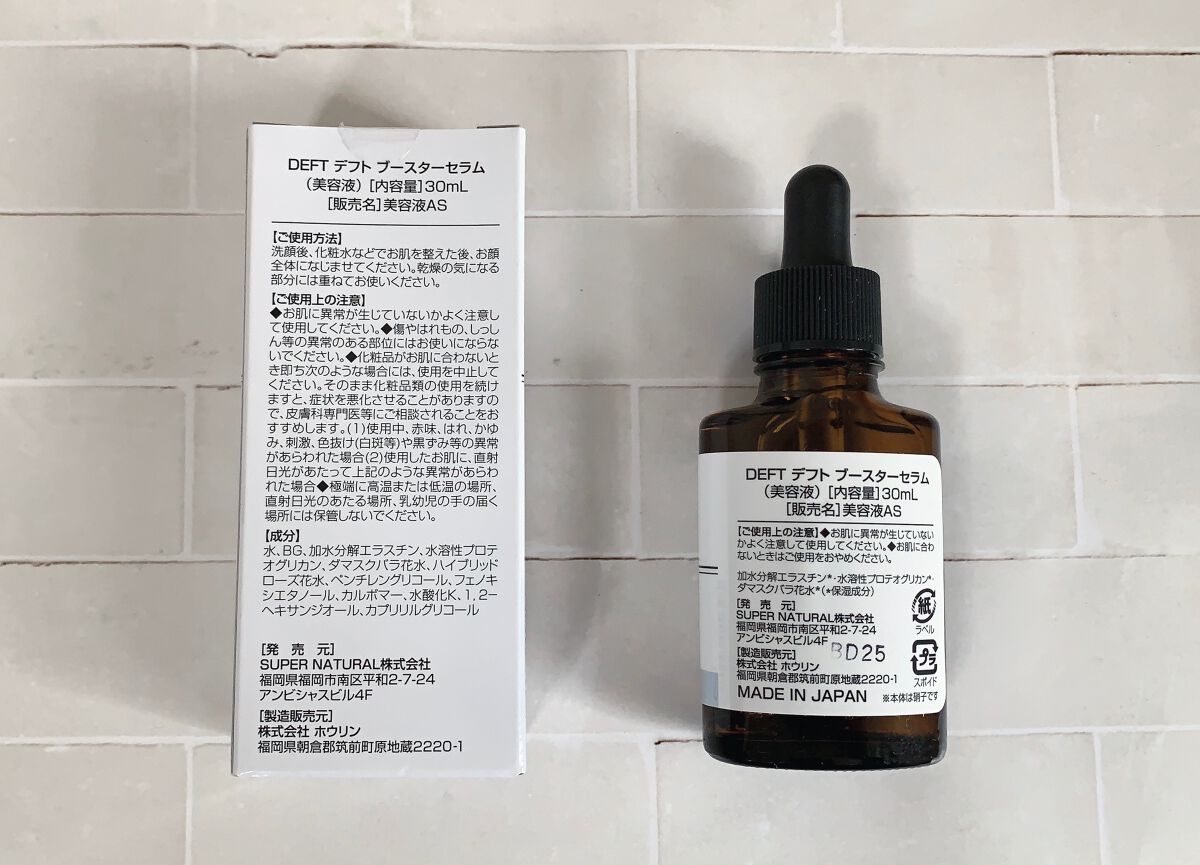 DEFT デフト ブースターセラム
（美容液）［内容量］30mL
［販売名］美容液AS
【ご使用方法】
洗顔後、化粧水などでお肌を整えた後、お顔
全体になじませてください。乾燥の気になる
部分には重ねてお使いください。
【ご使用上の注意】
◆お肌に異常が生じていないかよく注意し
て使用してください。◆傷やはれもの、しっし
ん等の異常のある部位にはお使いにならな
いでください。◆化粧品がお肌に合わないと
き即ち次のような場合には、使用を中止して
ください。そのまま化粧品類の使用を続け
ますと、症状を悪化させることがありますの
で、皮膚科専門医等にご相談されることをお
すすめします。(1)使用中、赤味、はれ、かゆ
み、刺激、色抜け(白斑等)や黒ずみ等の異常
があらわれた場合(2)使用したお肌に、直射
日光があたって上記のような異常があらわ
れた場合◆極端に高温または低温の場所、
直射日光のあたる場所、乳幼児の手の届く
場所には保管しないでください。
【成分】
水、BG、加水分解エラスチン、水溶性プロテ
オグリカン、ダマスクバラ花水、ハイブリッド
ローズ花水、ペンチレングリコール、フェノキ
シエタノール、カルボマー、水酸化K、1,2－
ヘキサンジオール、カプリリルグリコール
［発 売 元］
SUPER NATURAL株式会社
福岡県福岡市南区平和2-7-24
アンビシャスビル4F
［製造販売元］
株式会社 ホウリン
福岡県朝倉郡筑前町原地蔵2220-1
DEFT デフト ブースターセラム
（美容液）［内容量］30mL
［販売名］美容液AS
【ご使用上の注意】◆お肌に異常が生じていない
かよく注意して使用してください。◆お肌に合わ
ないときはご使用をおやめください。
加水分解エラスチン*・水溶性プロテオグリカン*・
ダマスクバラ花水*（*保湿成分）
［発 売 元］
SUPER NATURAL株式会社
福岡県福岡市南区平和2-7-24
アンビシャスビル4F
BD25
［製造販売元］
株式会社 ホウリン
福岡県朝倉郡筑前町原地蔵2220-1
MADE IN JAPAN
紙
ラベル
プラ
スポイド
※本体は硝子です